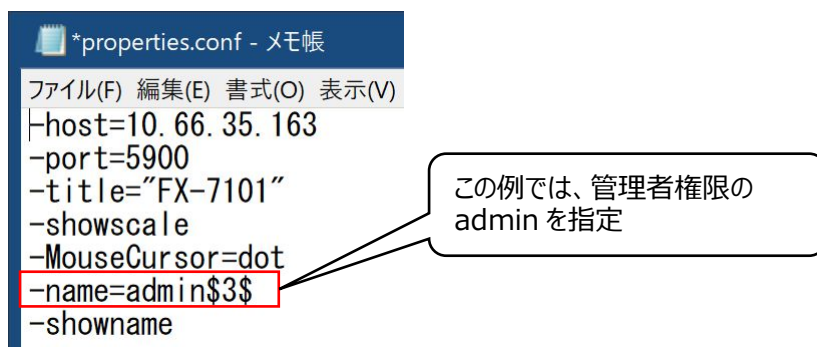 *properties.conf - メモ帳
ファイル(F) 編集(E) 書式(O) 表示(V)
-host=10.66.35.163
-port=5900
-title="FX-7101"
-showscale
-MouseCursor=dot
-name=admin$3$
-showname
この例では、管理者権限の
admin を指定